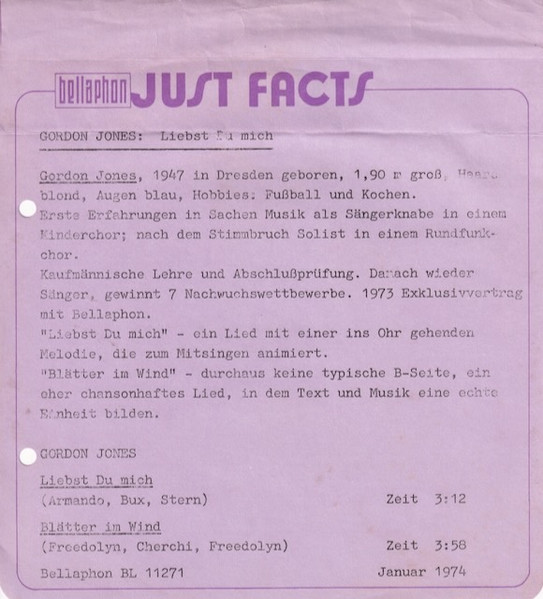 bellaphon JUST FACTS
GORDON JONES: Liebst Du mich
Gordon Jones, 1947 in Dresden geboren, 1,90 m groß, Haare
blond, Augen blau, Hobbies: Fußball und Kochen.
Erste Erfahrungen in Sachen Musik als Sängerknabe in einem
Kinderchor; nach dem Stimmbruch Solist in einem Rundfunk-
chor.
Kaufmännische Lehre und Abschlußprüfung. Danach wieder
Sänger, gewinnt 7 Nachwuchswettbewerbe. 1973 Exklusivvertrag
mit Bellaphon.
"Liebst Du mich" - ein Lied mit einer ins Ohr gehenden
Melodie, die zum Mitsingen animiert.
"Blätter im Wind" - durchaus keine typische B-Seite, ein
eher chansonhaftes Lied, in dem Text und Musik eine echte
Einheit bilden.
GORDON JONES
Liebst Du mich
(Armando, Bux, Stern) Zeit 3:12
Blätter im Wind
(Freedolyn, Cherchi, Freedolyn) Zeit 3:58
Bellaphon BL 11271 Januar 1974